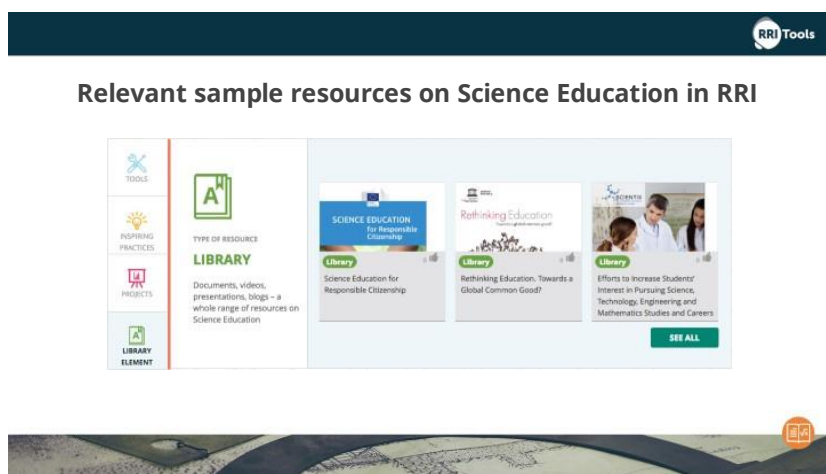 RRI Tools
Relevant sample resources on Science Education in RRI
TOOLS
INSPIRING
PRACTICES
PROJECTS
LIBRARY
ELEMENT
TYPE OF RESOURCE
LIBRARY
Documents, videos,
presentations, blogs – a
whole range of resources on
Science Education
SCIENCE EDUCATION
for Responsible
Citizenship
Library
Science Education for
Responsible Citizenship
Rethinking Education
Library
Rethinking Education, Towards a
Global Common Good?
SCIENTIX
Library
Efforts to Increase Students'
Interest in Pursuing Science,
Technology, Engineering and
Mathematics Studies and Careers
SEE ALL